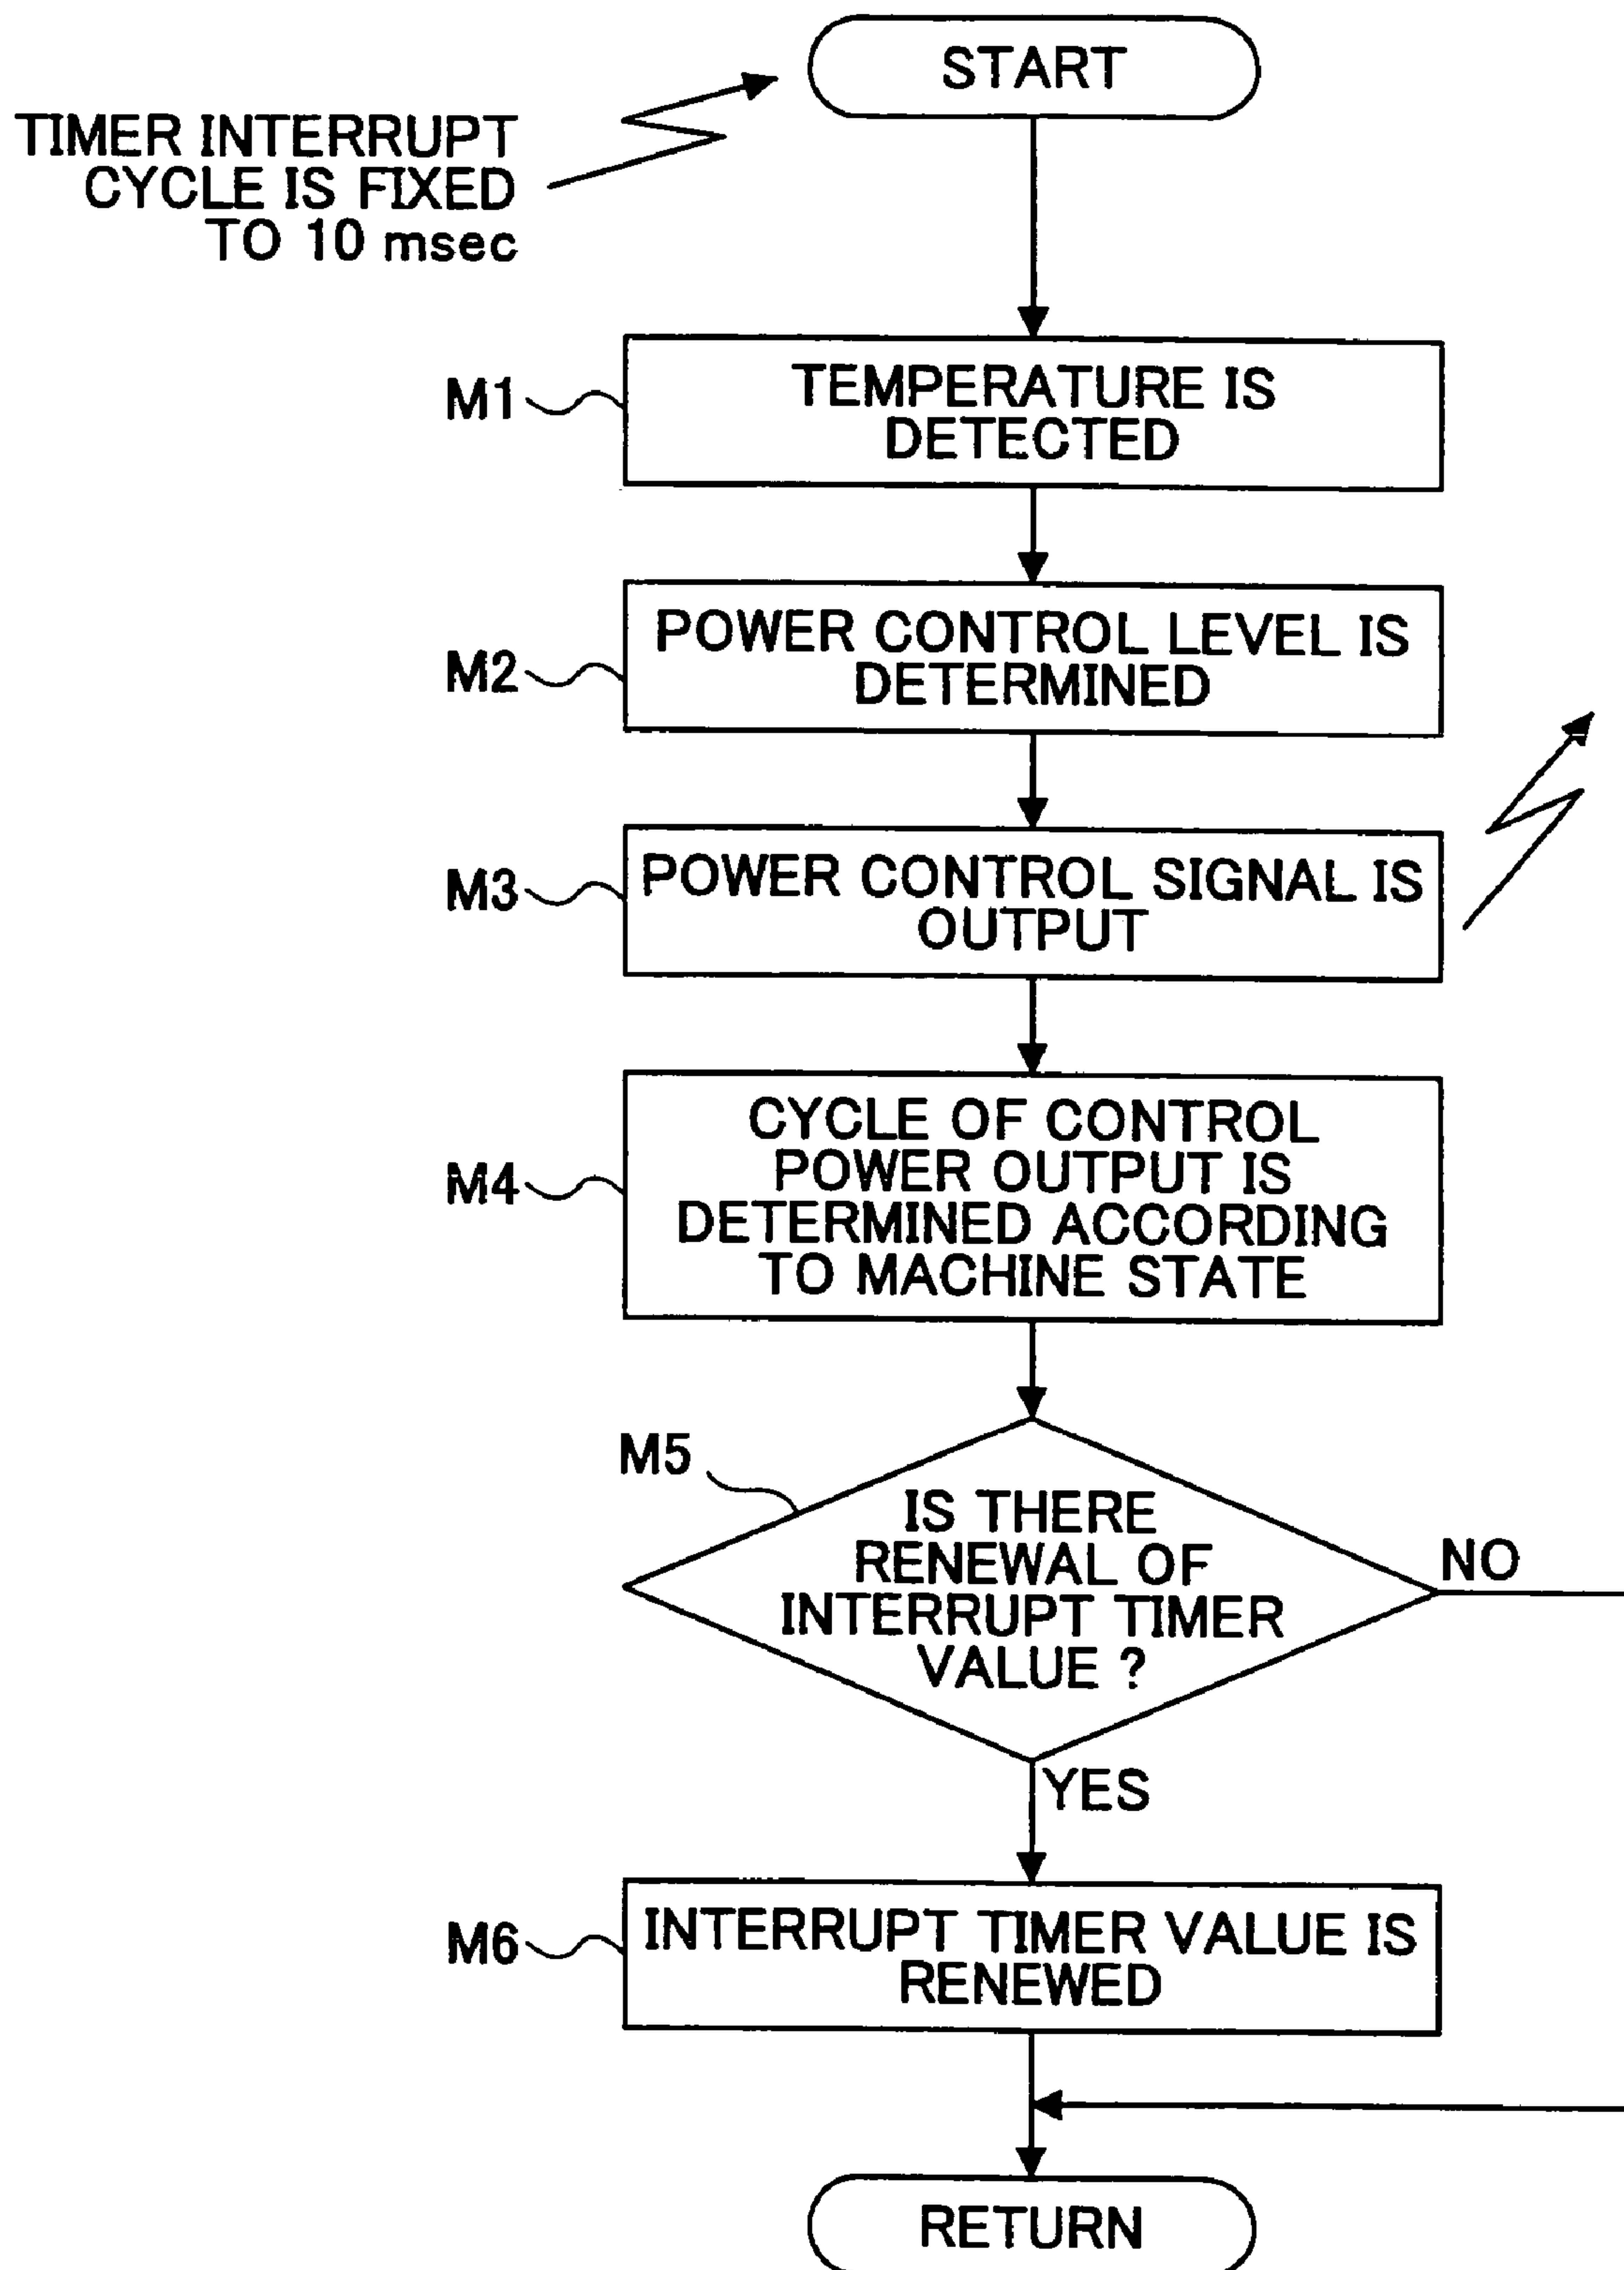 START
TIMER INTERRUPT
CYCLE IS FIXED
TO 10 msec
M1
TEMPERATURE IS
DETECTED
M2
POWER CONTROL LEVEL IS
DETERMINED
M3
POWER CONTROL SIGNAL IS
OUTPUT
M4
CYCLE OF CONTROL
POWER OUTPUT IS
DETERMINED ACCORDING
TO MACHINE STATE
M5
IS THERE
RENEWAL OF
INTERRUPT TIMER
VALUE ?
NO
YES
M6
INTERRUPT TIMER VALUE IS
RENEWED
RETURN